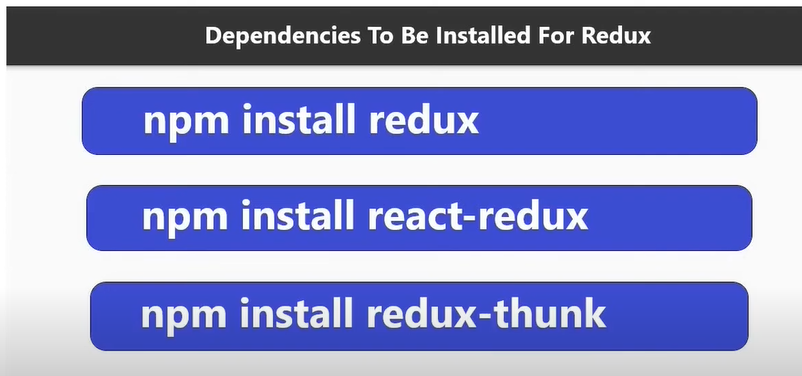 Dependencies To Be Installed For Redux
npm install redux
npm install react-redux
npm install redux-thunk